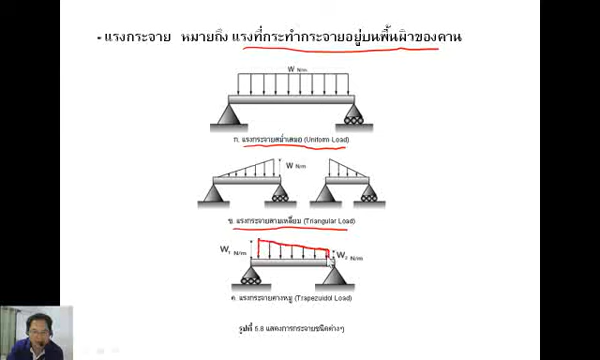 - แรงกระจาย หมายถึง แรงที่กระทำกระจายอยู่บนพื้นผิวของคาน
W N/m
ก. แรงกระจายสม่ำเสมอ (Uniform Load)
W N/m
ข. แรงกระจายสามเหลี่ยม (Triangular Load)
W₁ N/m W₂ N/m
ค. แรงกระจายคางหมู (Trapezuidol Load)
รูปที่ 5.8 แสดงการกระจายชนิดต่างๆ